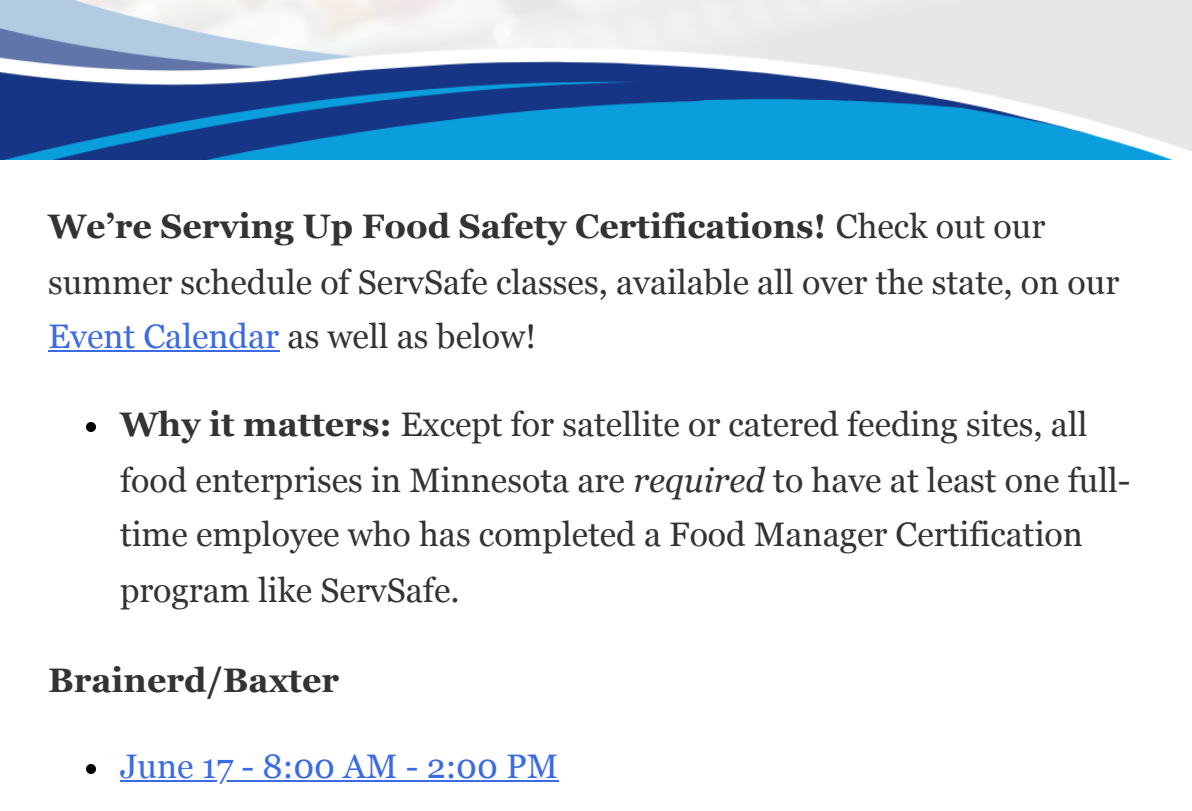 We’re Serving Up Food Safety Certifications! Check out our
summer schedule of ServSafe classes, available all over the state, on our
Event Calendar as well as below!
• Why it matters: Except for satellite or catered feeding sites, all
food enterprises in Minnesota are required to have at least one full-
time employee who has completed a Food Manager Certification
program like ServSafe.
Brainerd/Baxter
• June 17 - 8:00 AM - 2:00 PM